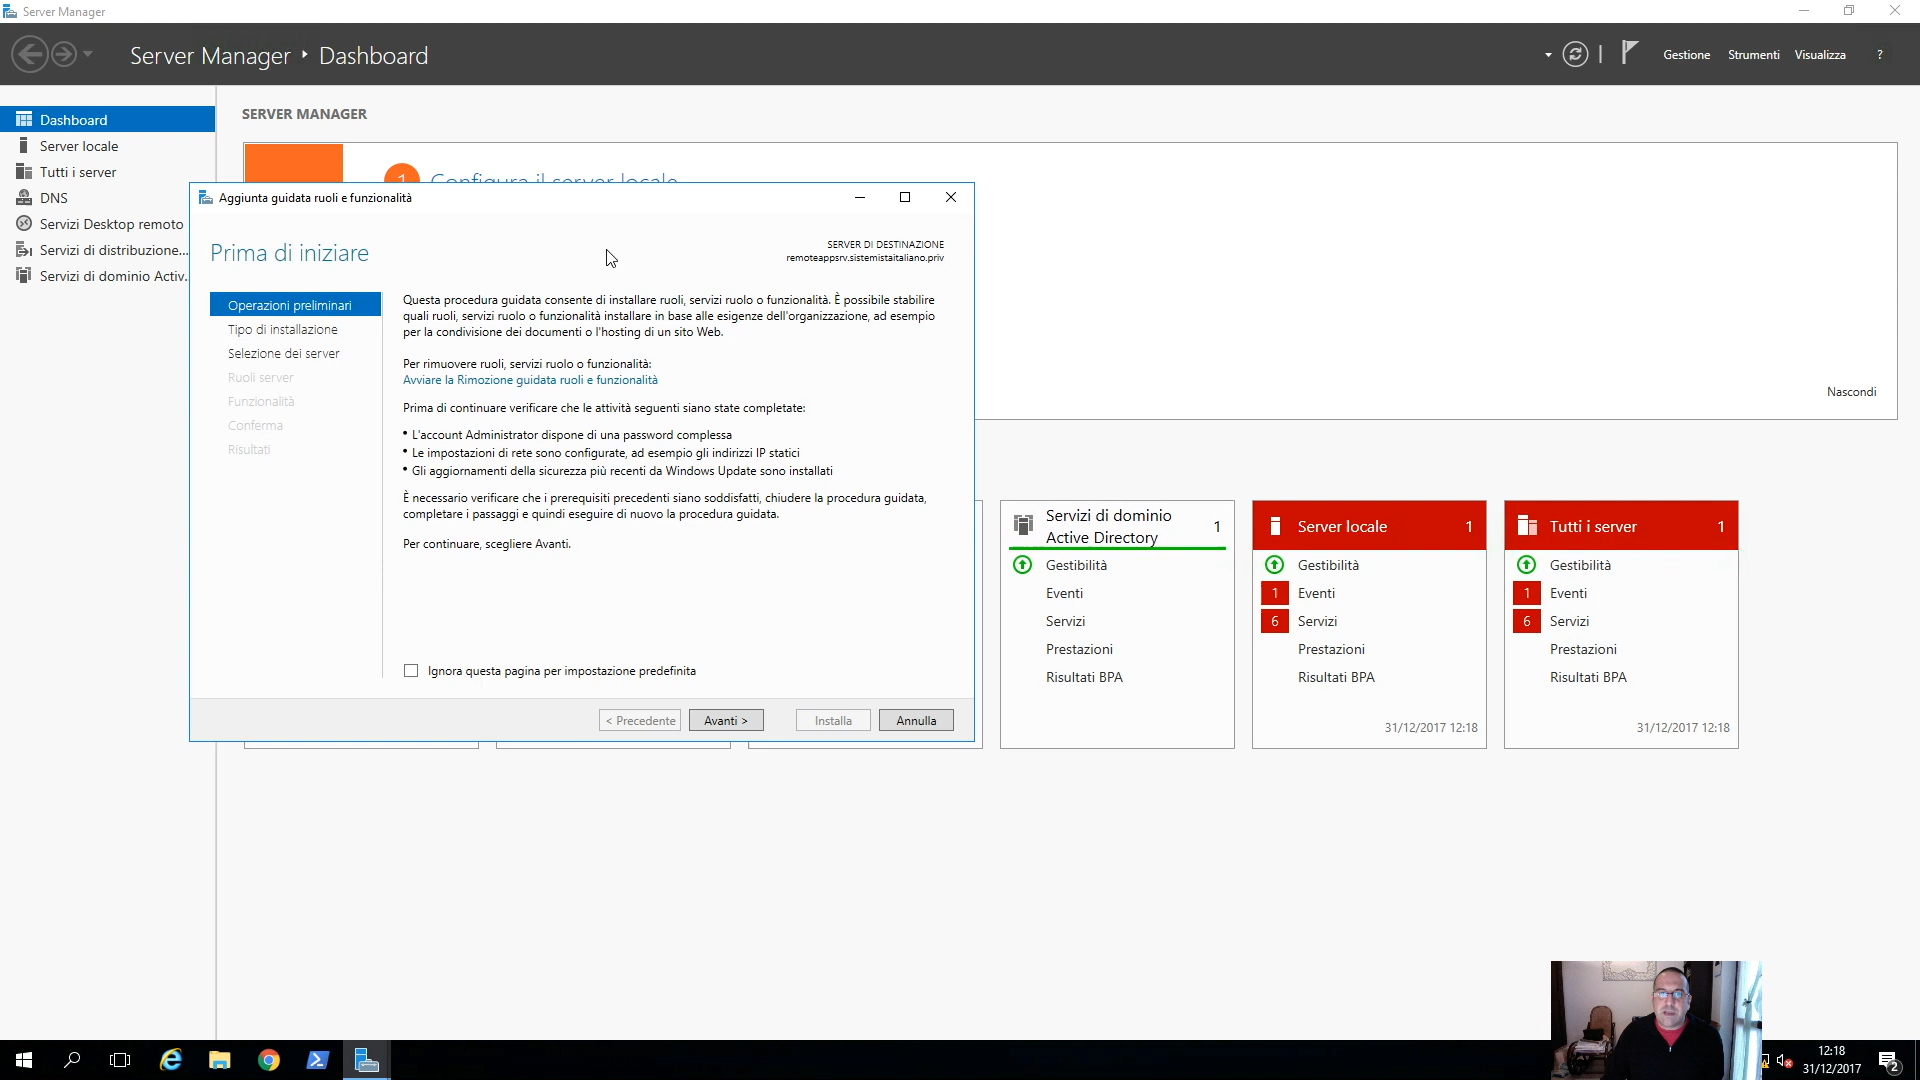 Server Manager
Server Manager ‣ Dashboard
Gestione Strumenti Visualizza ?
Dashboard
Server locale
Tutti i server
DNS
Servizi Desktop remoto
Servizi di distribuzione...
Servizi di dominio Activ.
SERVER MANAGER
1 Configura il server locale
Nascondi
Aggiunta guidata ruoli e funzionalità
Prima di iniziare
SERVER DI DESTINAZIONE
remoteappsrv.sistemistaitaliano.priv
Operazioni preliminari
Tipo di installazione
Selezione dei server
Ruoli server
Funzionalità
Conferma
Risultati
Questa procedura guidata consente di installare ruoli, servizi ruolo o funzionalità. È possibile stabilire
quali ruoli, servizi ruolo o funzionalità installare in base alle esigenze dell'organizzazione, ad esempio
per la condivisione dei documenti o l'hosting di un sito Web.
Per rimuovere ruoli, servizi ruolo o funzionalità:
Avviare la Rimozione guidata ruoli e funzionalità
Prima di continuare verificare che le attività seguenti siano state completate:
• L'account Administrator dispone di una password complessa
• Le impostazioni di rete sono configurate, ad esempio gli indirizzi IP statici
• Gli aggiornamenti della sicurezza più recenti da Windows Update sono installati
È necessario verificare che i prerequisiti precedenti siano soddisfatti, chiudere la procedura guidata,
completare i passaggi e quindi eseguire di nuovo la procedura guidata.
Per continuare, scegliere Avanti.
Ignora questa pagina per impostazione predefinita
< Precedente Avanti > Installa Annulla
Servizi di dominio
Active Directory 1
Gestibilità
Eventi
Servizi
Prestazioni
Risultati BPA
Server locale 1
Gestibilità
1 Eventi
6 Servizi
Prestazioni
Risultati BPA
31/12/2017 12:18
Tutti i server 1
Gestibilità
1 Eventi
6 Servizi
Prestazioni
Risultati BPA
31/12/2017 12:18
12:18
31/12/2017
2